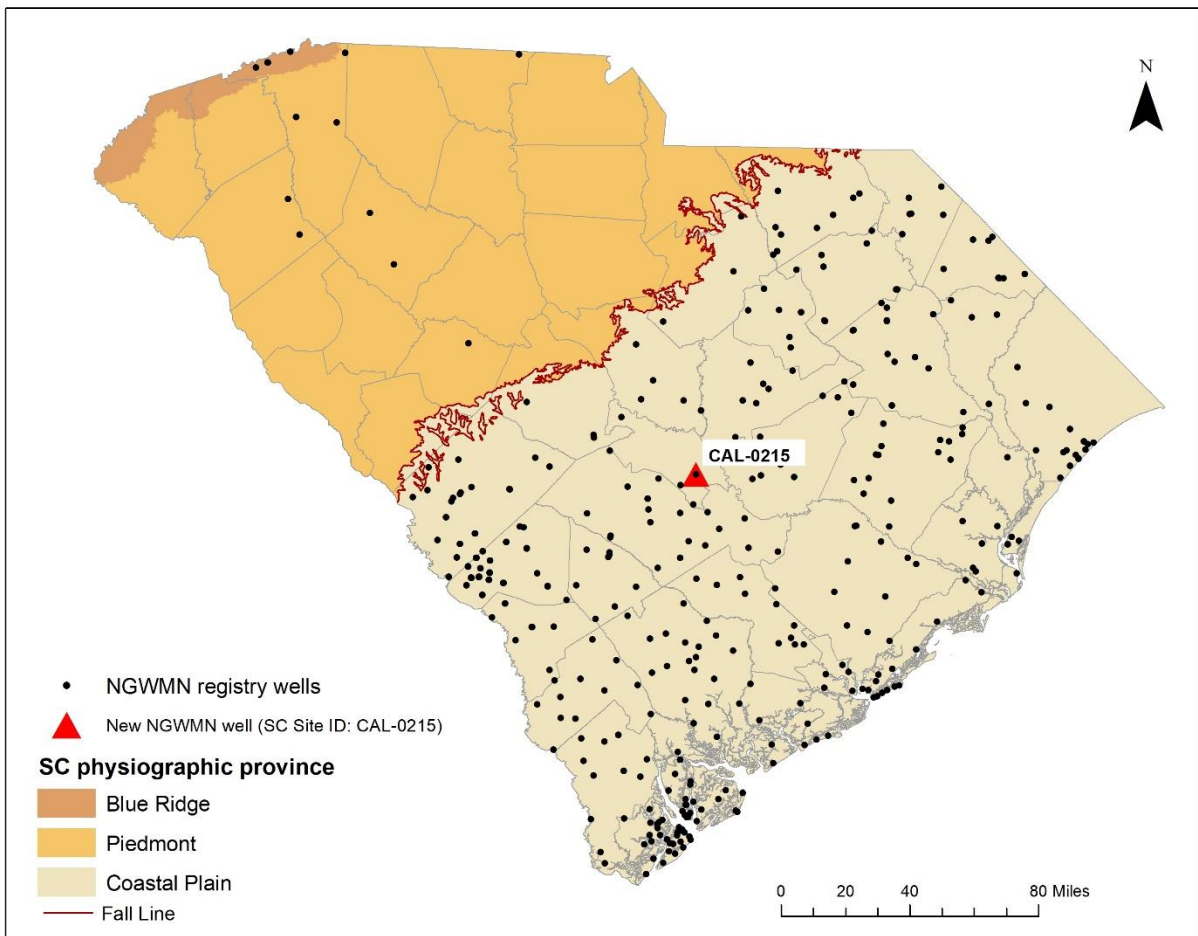 N
CAL-0215
NGWMN registry wells
New NGWMN well (SC Site ID: CAL-0215)
SC physiographic province
Blue Ridge
Piedmont
Coastal Plain
Fall Line
0 20 40 80 Miles